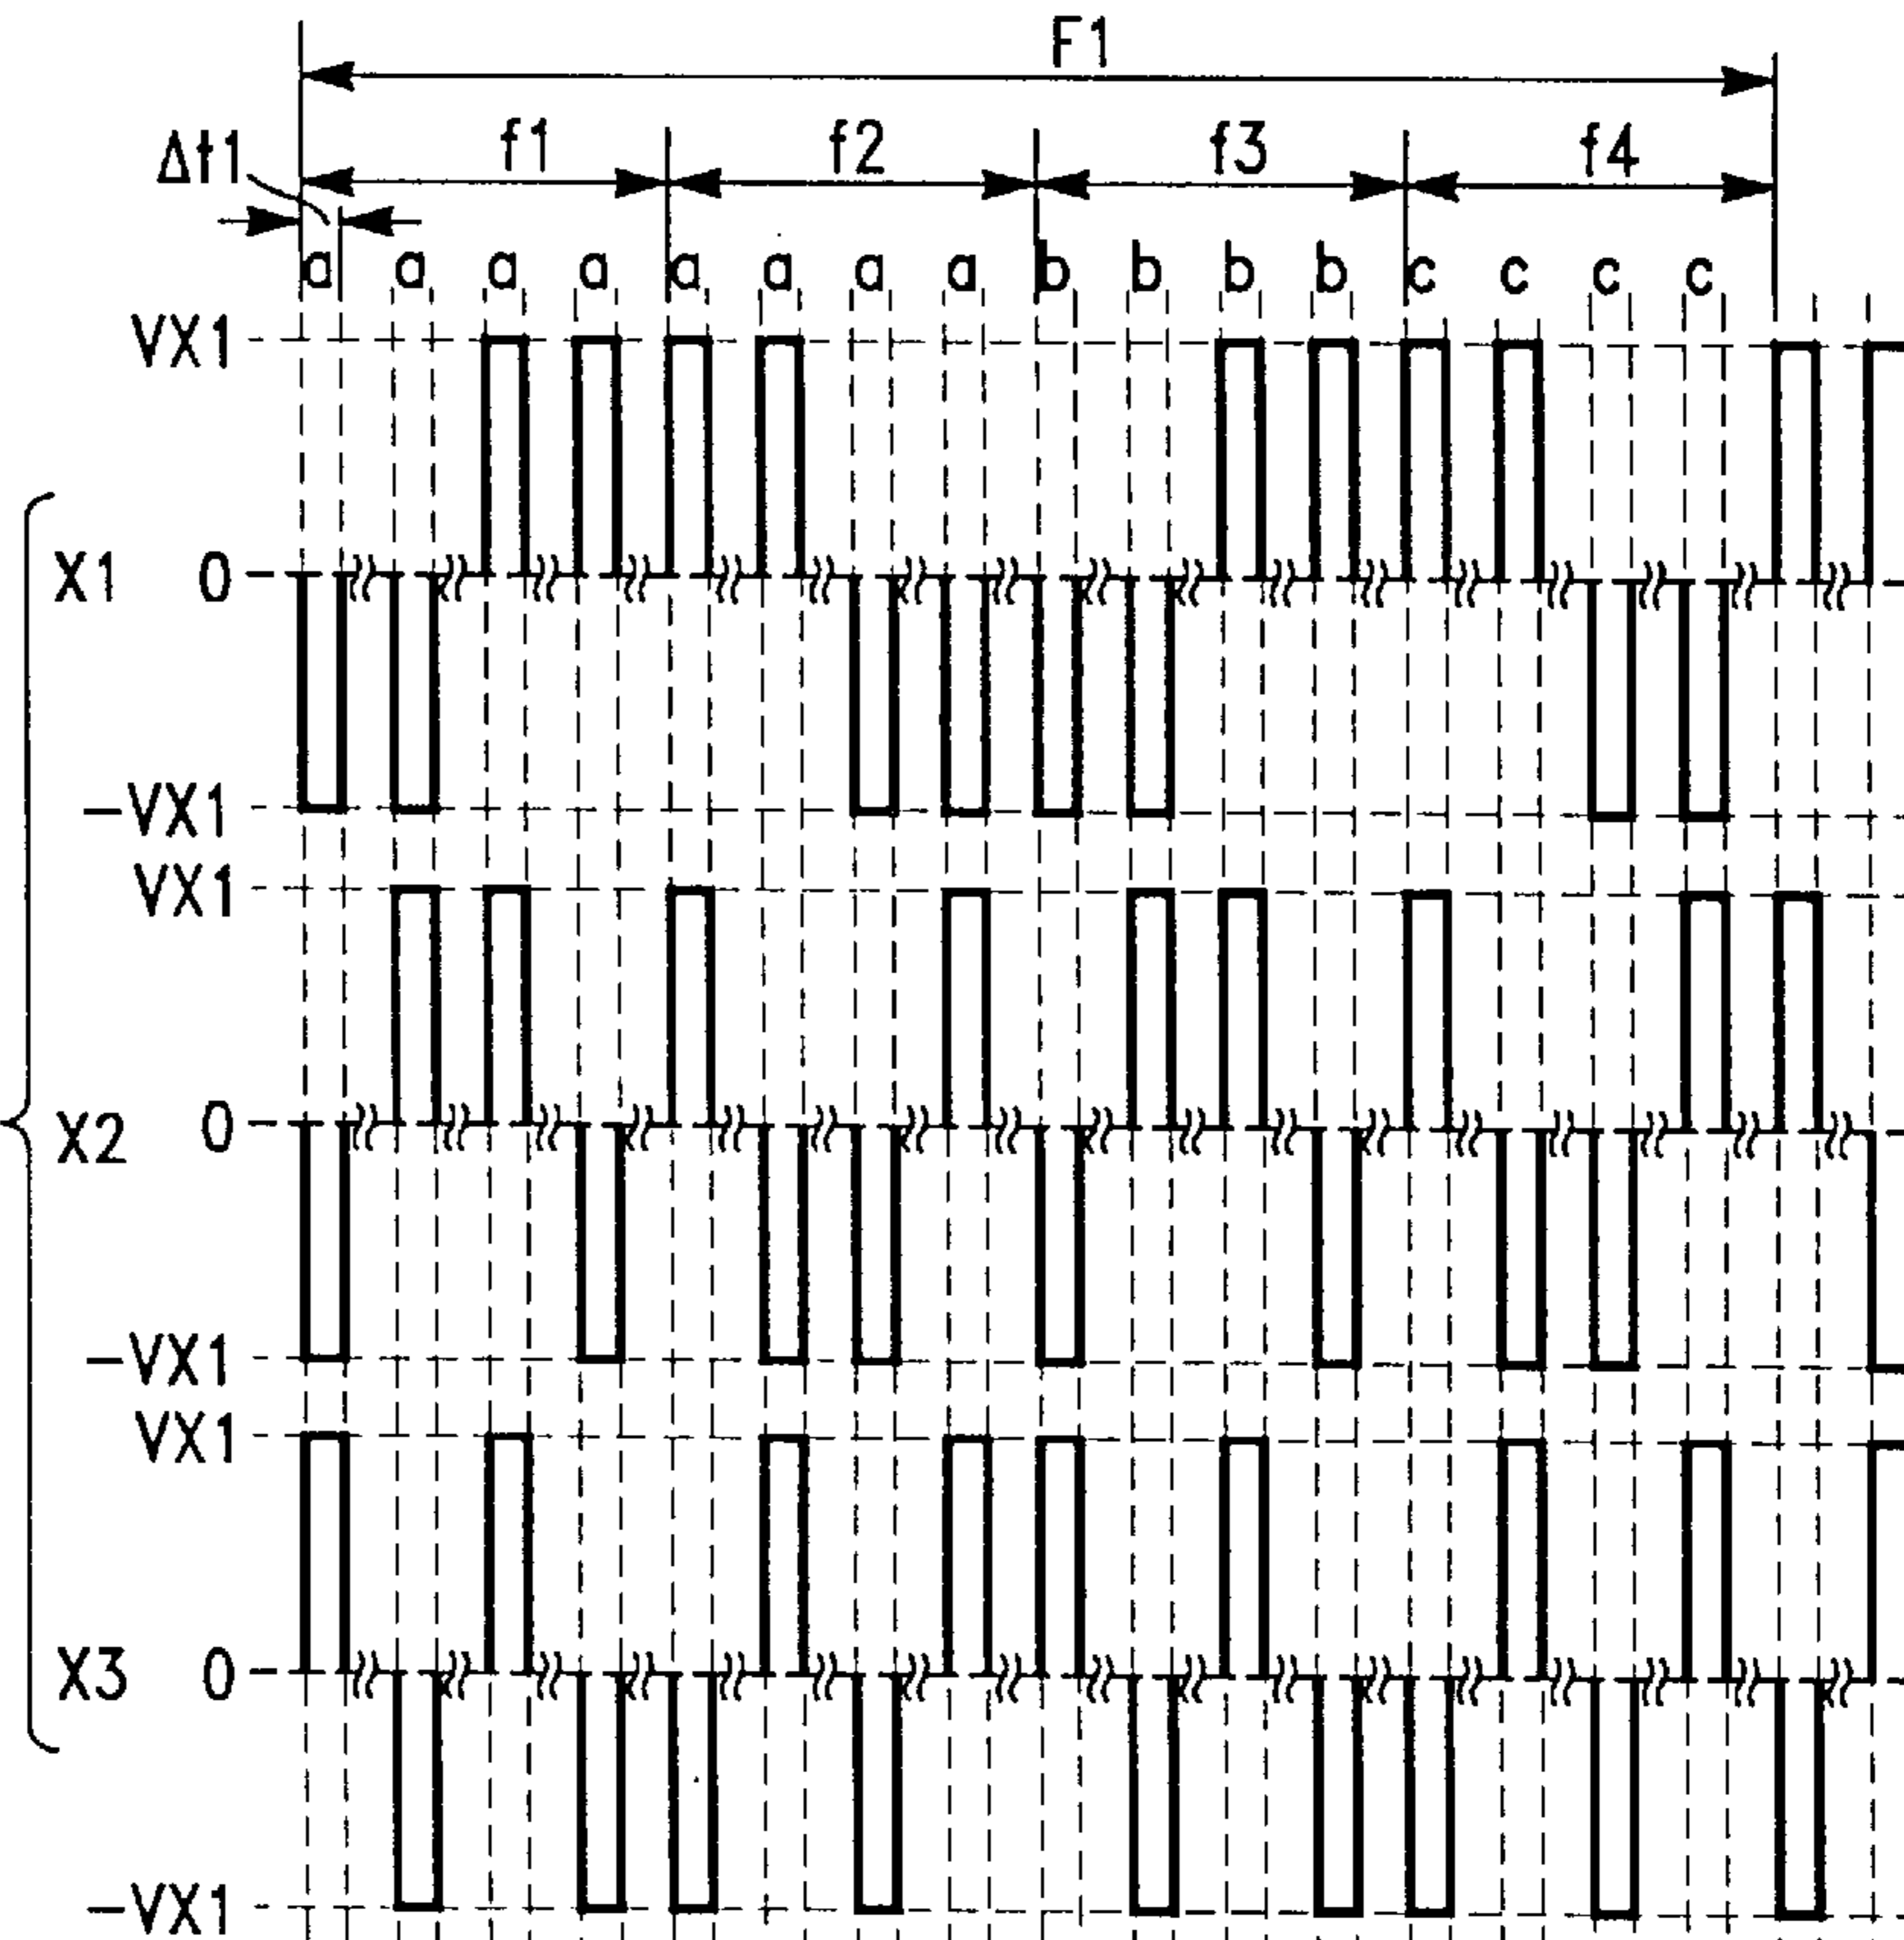 F1
Δt1 f1 f2 f3 f4
a a a a a a a a b b b b c c c c
VX1
X1 0
-VX1
VX1
X2 0
-VX1
VX1
X3 0
-VX1